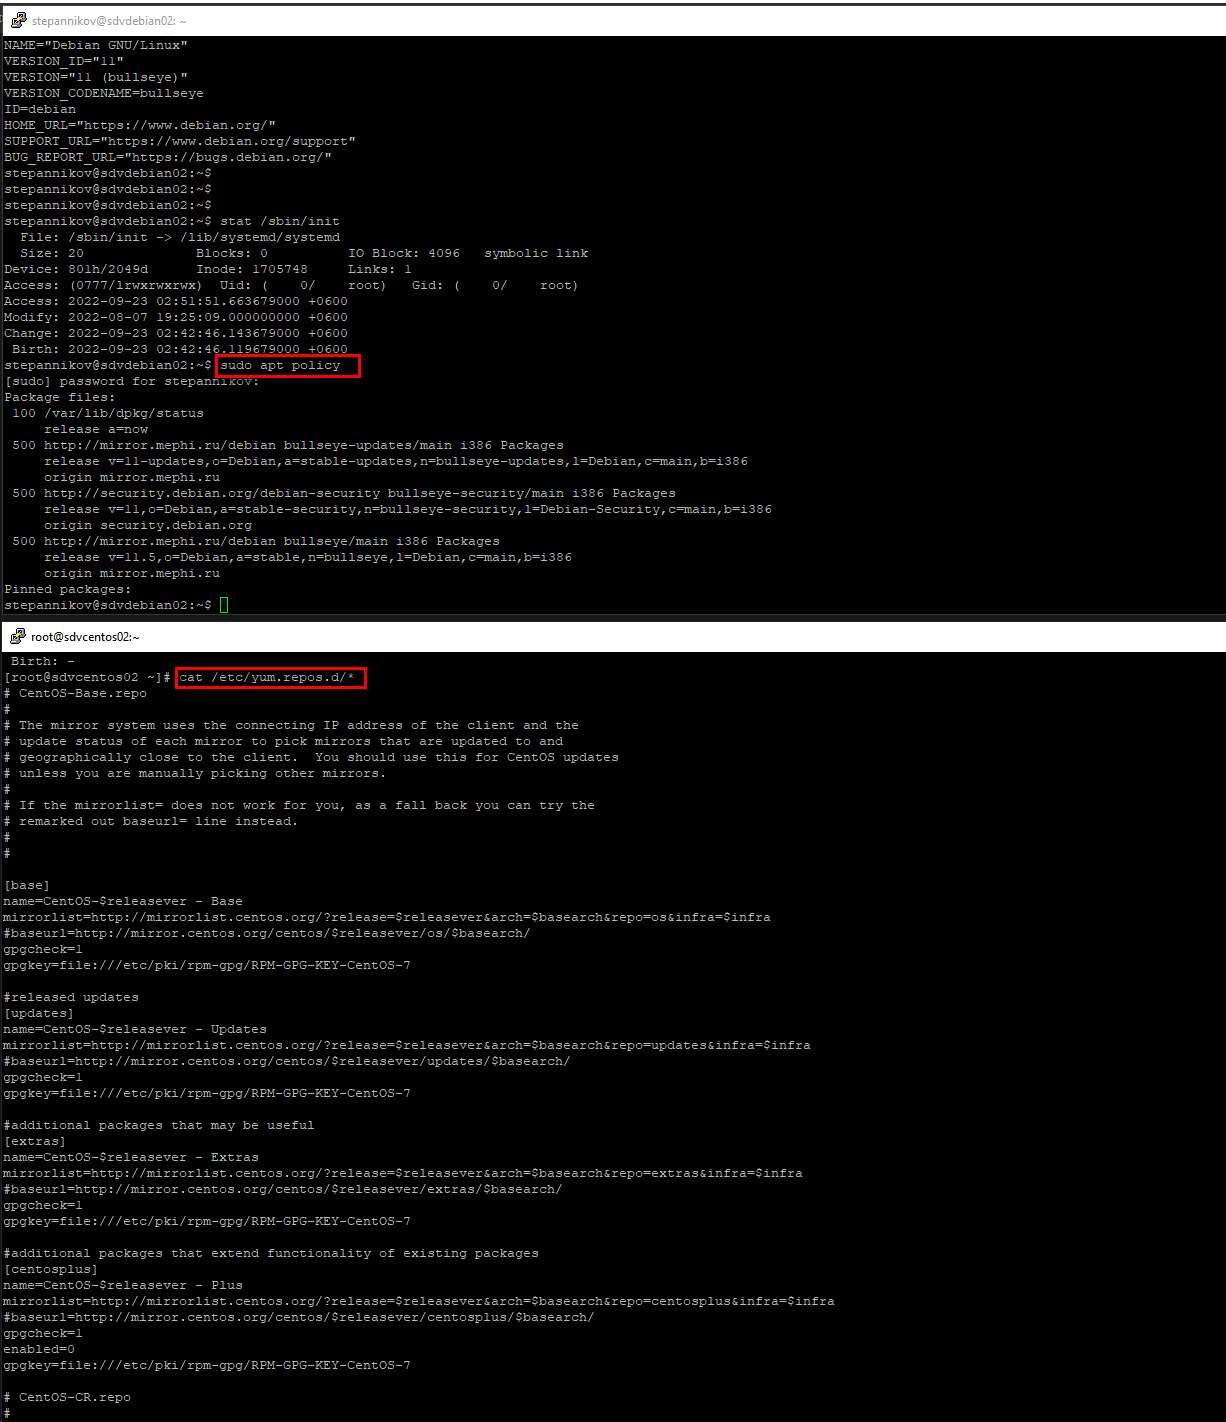 stepannikov@sdvdebian02: ~
NAME="Debian GNU/Linux"
VERSION_ID="11"
VERSION="11 (bullseye)"
VERSION_CODENAME=bullseye
ID=debian
HOME_URL="https://www.debian.org/"
SUPPORT_URL="https://www.debian.org/support"
BUG_REPORT_URL="https://bugs.debian.org/"
stepannikov@sdvdebian02:~$
stepannikov@sdvdebian02:~$
stepannikov@sdvdebian02:~$
stepannikov@sdvdebian02:~$ stat /sbin/init
  File: /sbin/init -> /lib/systemd/systemd
  Size: 20              Blocks: 0          IO Block: 4096   symbolic link
Device: 801h/2049d      Inode: 1705748     Links: 1
Access: (0777/lrwxrwxrwx)  Uid: (    0/    root)   Gid: (    0/    root)
Access: 2022-09-23 02:51:51.663679000 +0600
Modify: 2022-08-07 19:25:09.000000000 +0600
Change: 2022-09-23 02:42:46.143679000 +0600
 Birth: 2022-09-23 02:42:46.119679000 +0600
stepannikov@sdvdebian02:~$ sudo apt policy
[sudo] password for stepannikov:
Package files:
 100 /var/lib/dpkg/status
     release a=now
 500 http://mirror.mephi.ru/debian bullseye-updates/main i386 Packages
     release v=11-updates,o=Debian,a=stable-updates,n=bullseye-updates,l=Debian,c=main,b=i386
     origin mirror.mephi.ru
 500 http://security.debian.org/debian-security bullseye-security/main i386 Packages
     release v=11,o=Debian,a=stable-security,n=bullseye-security,l=Debian-Security,c=main,b=i386
     origin security.debian.org
 500 http://mirror.mephi.ru/debian bullseye/main i386 Packages
     release v=11.5,o=Debian,a=stable,n=bullseye,l=Debian,c=main,b=i386
     origin mirror.mephi.ru
Pinned packages:
stepannikov@sdvdebian02:~$
root@sdvcentos02:~
 Birth: -
[root@sdvcentos02 ~]# cat /etc/yum.repos.d/*
# CentOS-Base.repo
#
# The mirror system uses the connecting IP address of the client and the
# update status of each mirror to pick mirrors that are updated to and
# geographically close to the client.  You should use this for CentOS updates
# unless you are manually picking other mirrors.
#
# If the mirrorlist= does not work for you, as a fall back you can try the
# remarked out baseurl= line instead.
#
#
[base]
name=CentOS-$releasever - Base
mirrorlist=http://mirrorlist.centos.org/?release=$releasever&arch=$basearch&repo=os&infra=$infra
#baseurl=http://mirror.centos.org/centos/$releasever/os/$basearch/
gpgcheck=1
gpgkey=file:///etc/pki/rpm-gpg/RPM-GPG-KEY-CentOS-7
#released updates
[updates]
name=CentOS-$releasever - Updates
mirrorlist=http://mirrorlist.centos.org/?release=$releasever&arch=$basearch&repo=updates&infra=$infra
#baseurl=http://mirror.centos.org/centos/$releasever/updates/$basearch/
gpgcheck=1
gpgkey=file:///etc/pki/rpm-gpg/RPM-GPG-KEY-CentOS-7
#additional packages that may be useful
[extras]
name=CentOS-$releasever - Extras
mirrorlist=http://mirrorlist.centos.org/?release=$releasever&arch=$basearch&repo=extras&infra=$infra
#baseurl=http://mirror.centos.org/centos/$releasever/extras/$basearch/
gpgcheck=1
gpgkey=file:///etc/pki/rpm-gpg/RPM-GPG-KEY-CentOS-7
#additional packages that extend functionality of existing packages
[centosplus]
name=CentOS-$releasever - Plus
mirrorlist=http://mirrorlist.centos.org/?release=$releasever&arch=$basearch&repo=centosplus&infra=$infra
#baseurl=http://mirror.centos.org/centos/$releasever/centosplus/$basearch/
gpgcheck=1
enabled=0
gpgkey=file:///etc/pki/rpm-gpg/RPM-GPG-KEY-CentOS-7
# CentOS-CR.repo
#